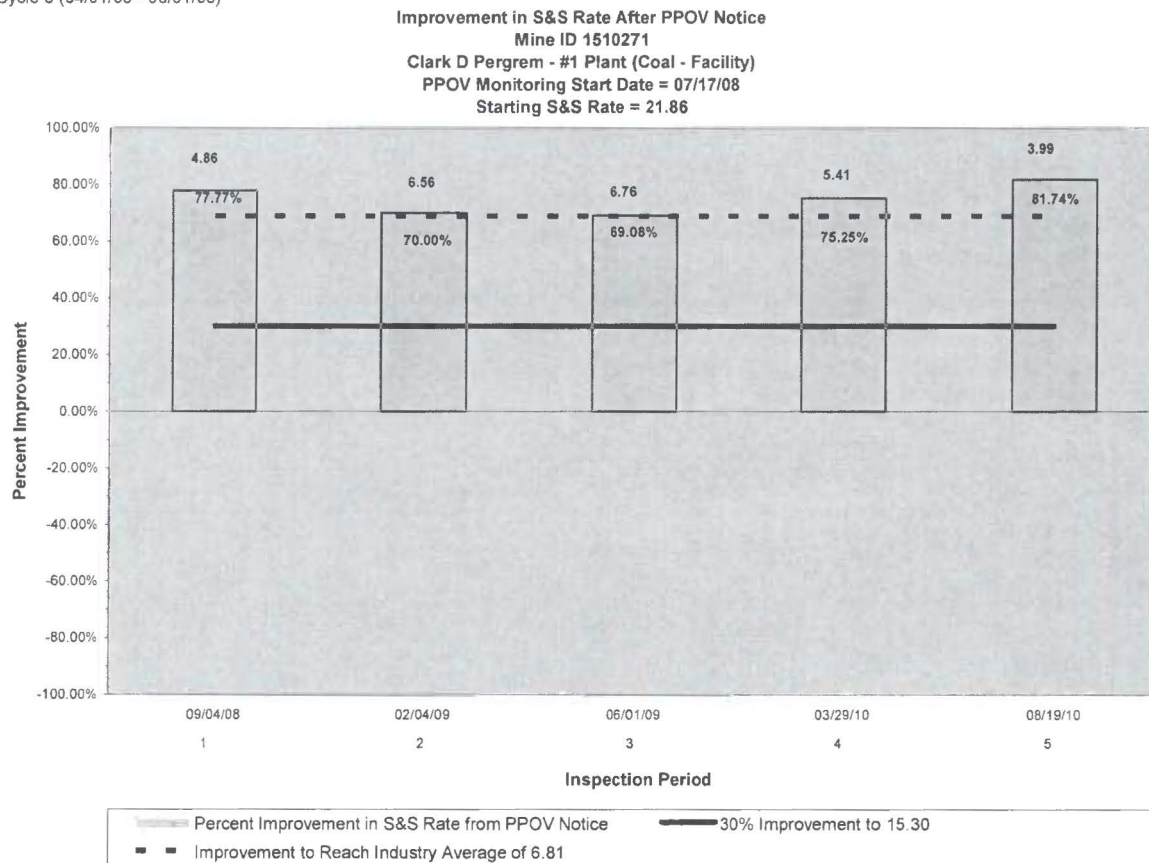 Improvement in S&S Rate After PPOV Notice
Mine ID 1510271
Clark D Pergrem - #1 Plant (Coal - Facility)
PPOV Monitoring Start Date = 07/17/08
Starting S&S Rate = 21.86
100.00%
80.00%
60.00%
40.00%
20.00%
0.00%
-20.00%
-40.00%
-60.00%
-80.00%
-100.00%
Percent Improvement
4.86
77.77%
6.56
70.00%
6.76
69.08%
5.41
75.25%
3.99
81.74%
09/04/08 02/04/09 06/01/09 03/29/10 08/19/10
1 2 3 4 5
Inspection Period
Percent Improvement in S&S Rate from PPOV Notice 30% Improvement to 15.30
Improvement to Reach Industry Average of 6.81